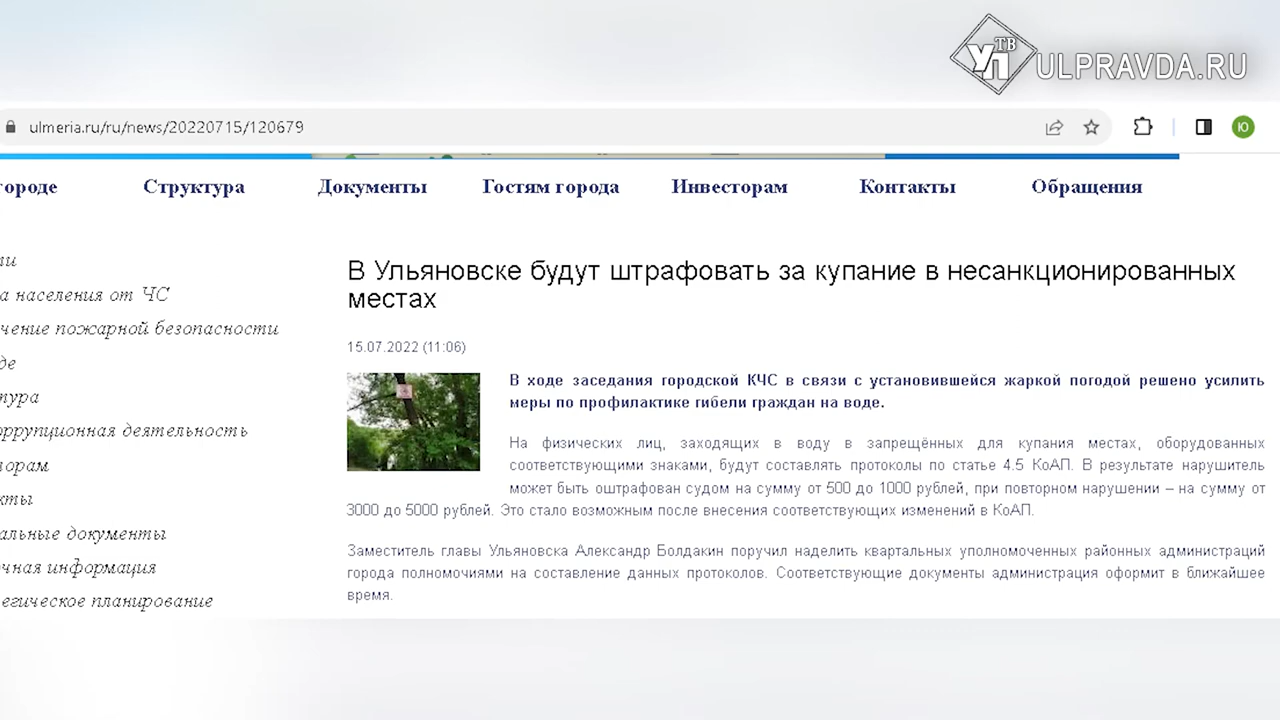 УП ТВ
ULPRAVDA.RU
ulmeria.ru/ru/news/20220715/120679
Ю
городе Структура Документы Гостям города Инвесторам Контакты Обращения
ти
а населения от ЧС
чение пожарной безопасности
де
тура
оррупционная деятельность
торам
кты
альные документы
чная информация
егическое планирование
В Ульяновске будут штрафовать за купание в несанкционированных
местах
15.07.2022 (11:06)
В ходе заседания городской КЧС в связи с установившейся жаркой погодой решено усилить
меры по профилактике гибели граждан на воде.
На физических лиц, заходящих в воду в запрещённых для купания местах, оборудованных
соответствующими знаками, будут составлять протоколы по статье 4.5 КоАП. В результате нарушитель
может быть оштрафован судом на сумму от 500 до 1000 рублей, при повторном нарушении – на сумму от
3000 до 5000 рублей. Это стало возможным после внесения соответствующих изменений в КоАП.
Заместитель главы Ульяновска Александр Болдакин поручил наделить квартальных уполномоченных районных администраций
города полномочиями на составление данных протоколов. Соответствующие документы администрация оформит в ближайшее
время.